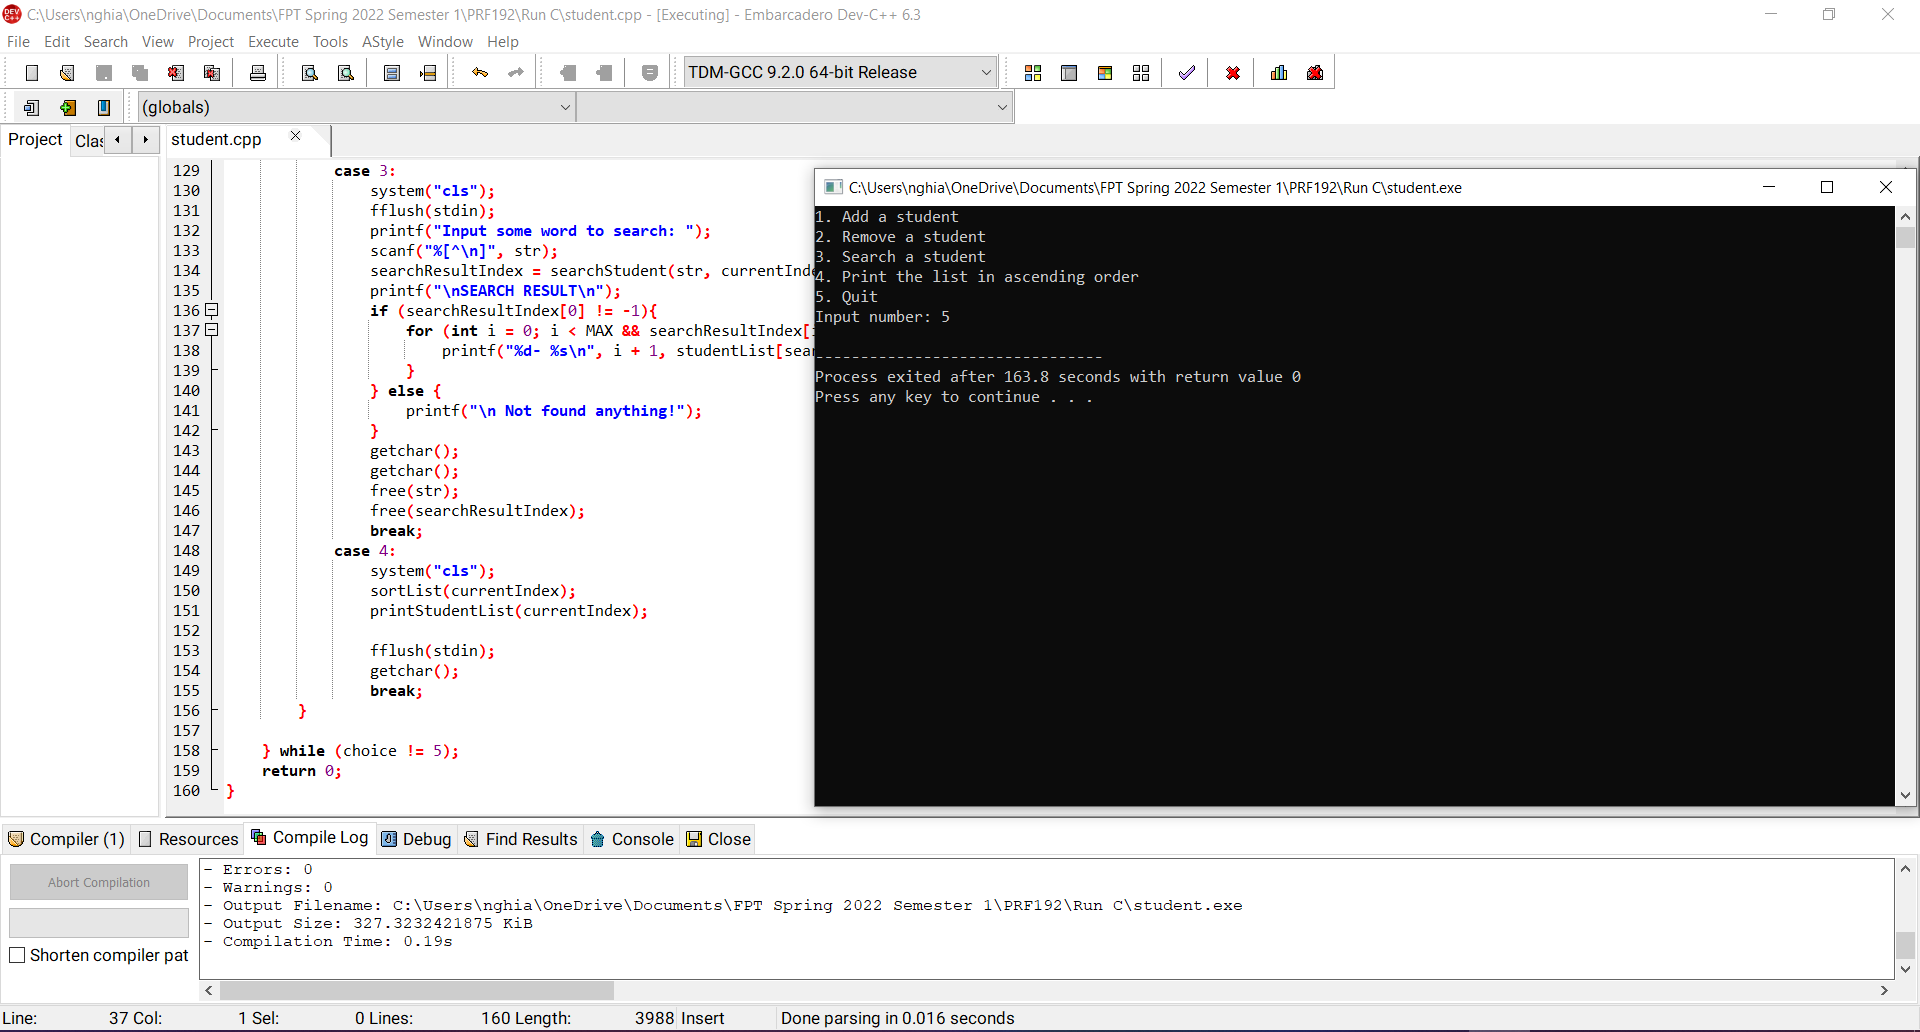 C:\Users\nghia\OneDrive\Documents\FPT Spring 2022 Semester 1\PRF192\Run C\student.cpp - [Executing] - Embarcadero Dev-C++ 6.3
File Edit Search View Project Execute Tools AStyle Window Help
TDM-GCC 9.2.0 64-bit Release
(globals)
Project Clas student.cpp
129 case 3:
130 system("cls");
131 fflush(stdin);
132 printf("Input some word to search: ");
133 scanf("%[^\n]", str);
134 searchResultIndex = searchStudent(str, currentInde
135 printf("\nSEARCH RESULT\n");
136 if (searchResultIndex[0] != -1){
137 for (int i = 0; i < MAX && searchResultIndex[i
138 printf("%d- %s\n", i + 1, studentList[sear
139 }
140 } else {
141 printf("\n Not found anything!");
142 }
143 getchar();
144 getchar();
145 free(str);
146 free(searchResultIndex);
147 break;
148 case 4:
149 system("cls");
150 sortList(currentIndex);
151 printStudentList(currentIndex);
152
153 fflush(stdin);
154 getchar();
155 break;
156 }
157
158 } while (choice != 5);
159 return 0;
160 }
C:\Users\nghia\OneDrive\Documents\FPT Spring 2022 Semester 1\PRF192\Run C\student.exe
1. Add a student
2. Remove a student
3. Search a student
4. Print the list in ascending order
5. Quit
Input number: 5
--------------------------------
Process exited after 163.8 seconds with return value 0
Press any key to continue . . .
Compiler (1) Resources Compile Log Debug Find Results Console Close
Abort Compilation
Shorten compiler pat
- Errors: 0
- Warnings: 0
- Output Filename: C:\Users\nghia\OneDrive\Documents\FPT Spring 2022 Semester 1\PRF192\Run C\student.exe
- Output Size: 327.3232421875 KiB
- Compilation Time: 0.19s
Line: 37 Col: 1 Sel: 0 Lines: 160 Length: 3988 Insert Done parsing in 0.016 seconds